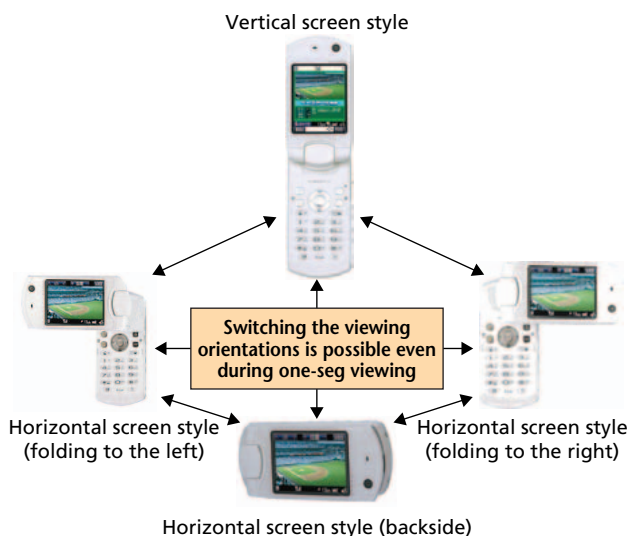 Vertical screen style
Switching the viewing
orientations is possible even
during one-seg viewing
Horizontal screen style
(folding to the left)
Horizontal screen style
(folding to the right)
Horizontal screen style (backside)